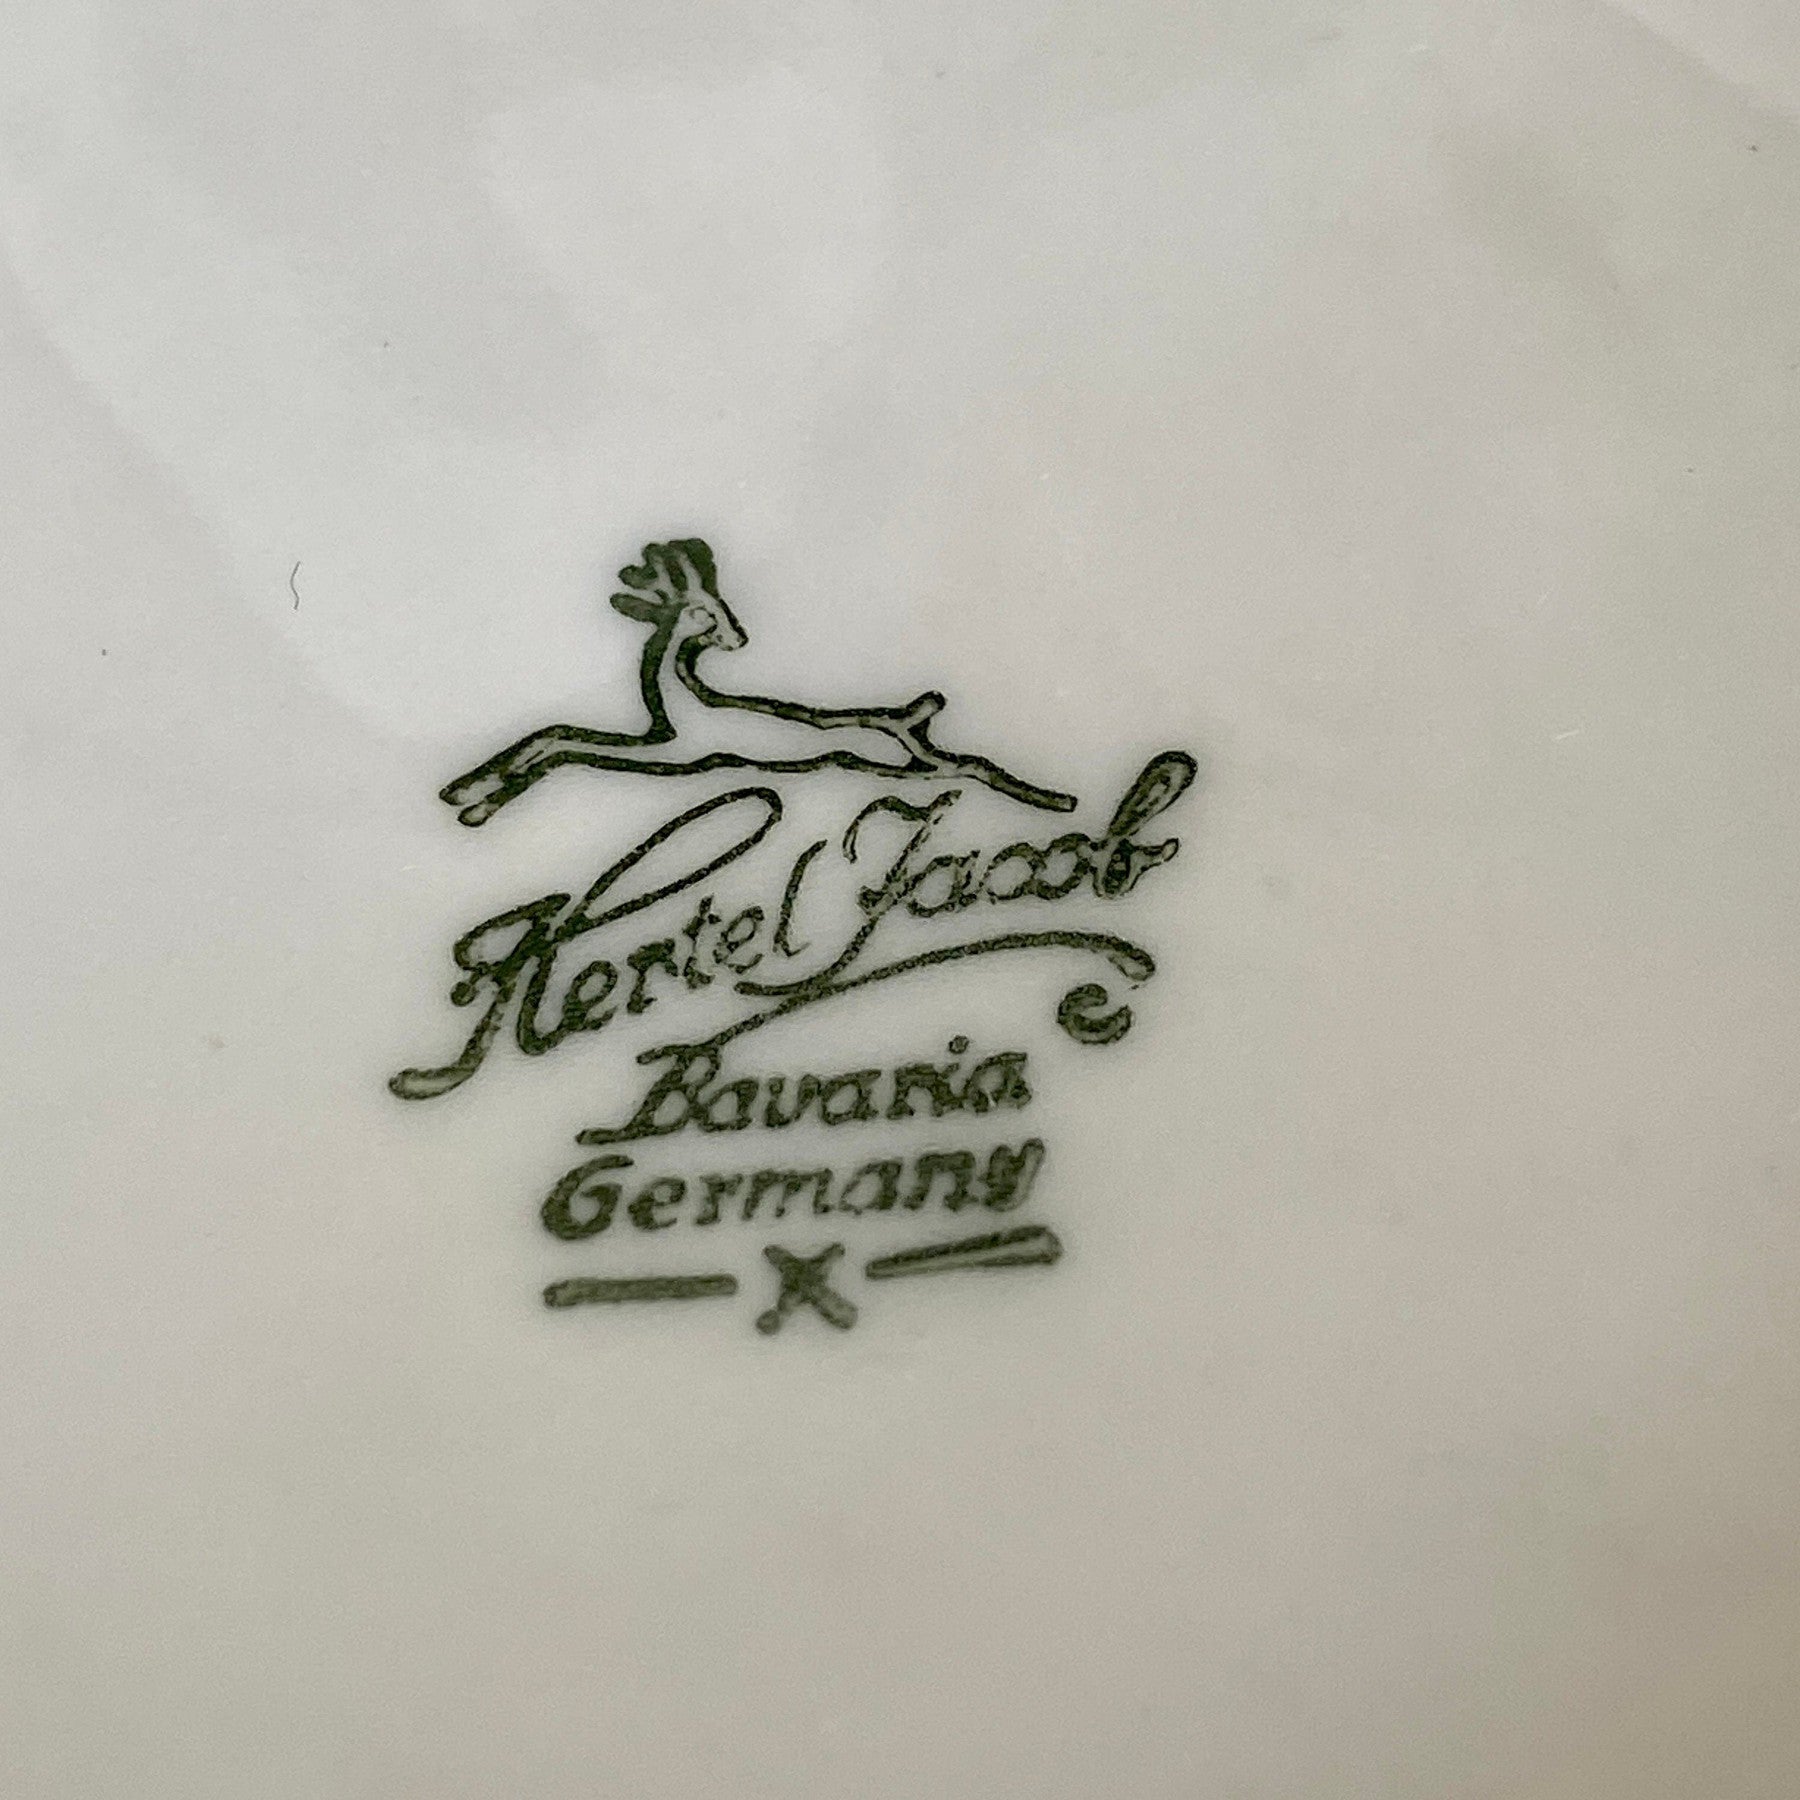 Hertel Jacob
Bavaria
Germany
X